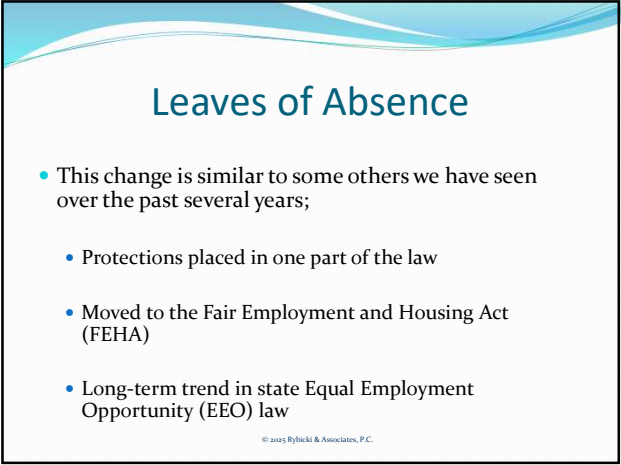 Leaves of Absence
• This change is similar to some others we have seen
over the past several years;
• Protections placed in one part of the law
• Moved to the Fair Employment and Housing Act
(FEHA)
• Long-term trend in state Equal Employment
Opportunity (EEO) law
© 2025 Rybicki & Associates, P.C.